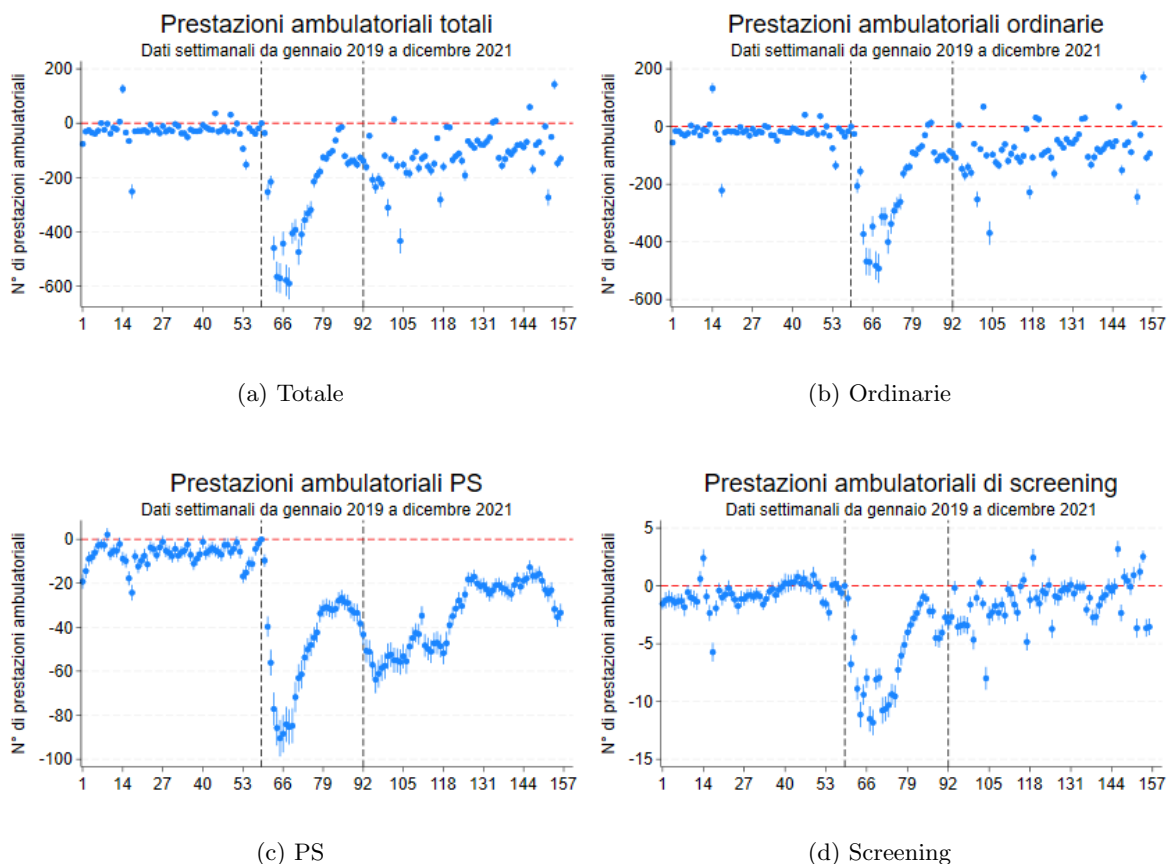 Prestazioni ambulatoriali totali
Dati settimanali da gennaio 2019 a dicembre 2021
N° di prestazioni ambulatoriali
200
0
-200
-400
-600
1 14 27 40 53 66 79 92 105 118 131 144 157
(a) Totale
Prestazioni ambulatoriali ordinarie
Dati settimanali da gennaio 2019 a dicembre 2021
N° di prestazioni ambulatoriali
200
0
-200
-400
-600
1 14 27 40 53 66 79 92 105 118 131 144 157
(b) Ordinarie
Prestazioni ambulatoriali PS
Dati settimanali da gennaio 2019 a dicembre 2021
N° di prestazioni ambulatoriali
0
-20
-40
-60
-80
-100
1 14 27 40 53 66 79 92 105 118 131 144 157
(c) PS
Prestazioni ambulatoriali di screening
Dati settimanali da gennaio 2019 a dicembre 2021
N° di prestazioni ambulatoriali
5
0
-5
-10
-15
1 14 27 40 53 66 79 92 105 118 131 144 157
(d) Screening